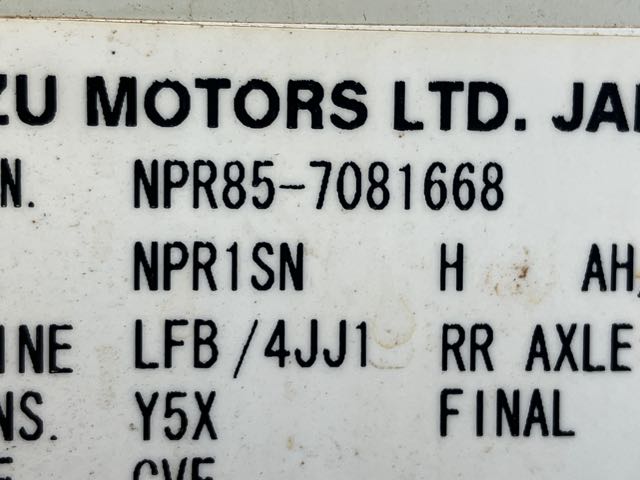 ZU MOTORS LTD. JA
N. NPR85-7081668
NPR1SN H AH
INE LFB/4JJ1 RR AXLE
NS. Y5X FINAL